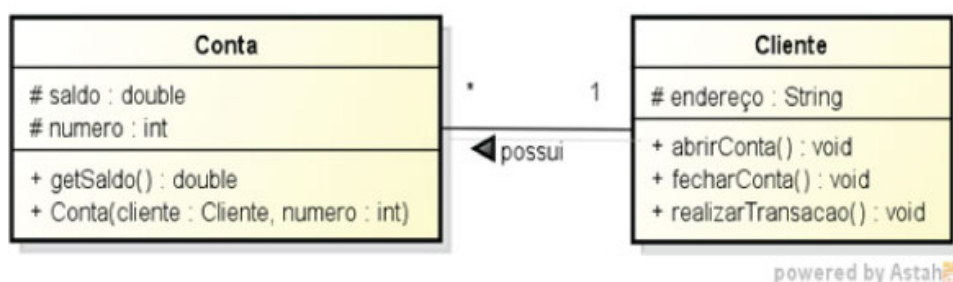 Conta
# saldo : double
# numero : int
+ getSaldo() : double
+ Conta(cliente : Cliente, numero : int)
* 1
possui
Cliente
# endereço : String
+ abrirConta() : void
+ fecharConta() : void
+ realizarTransacao() : void
powered by Astah